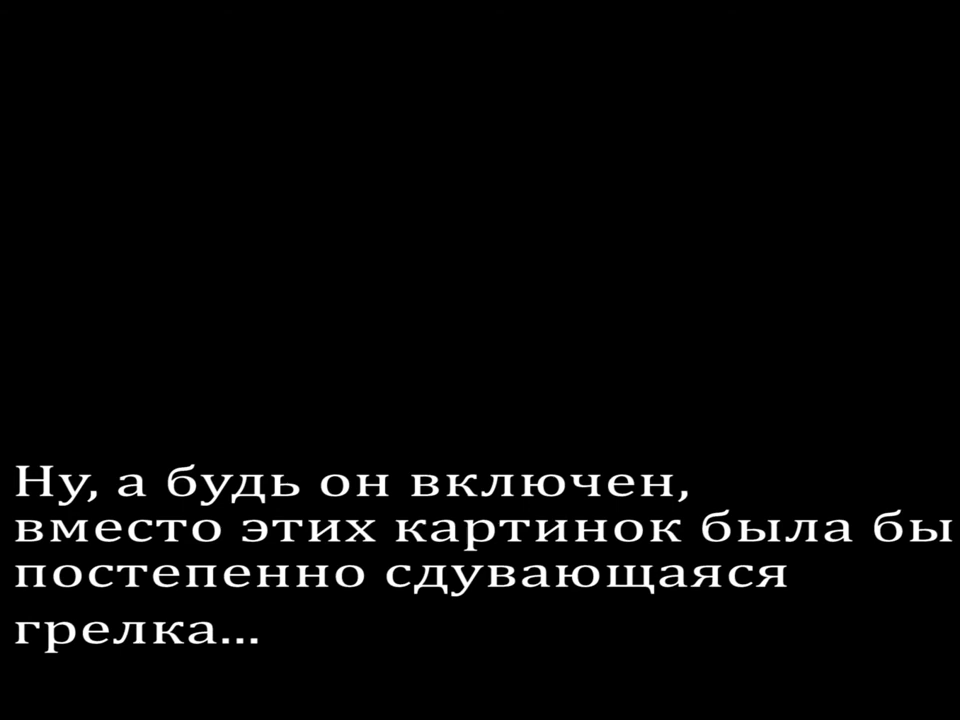 Ну, а будь он включен,
вместо этих картинок была бы
постепенно сдувающаяся
грелка...